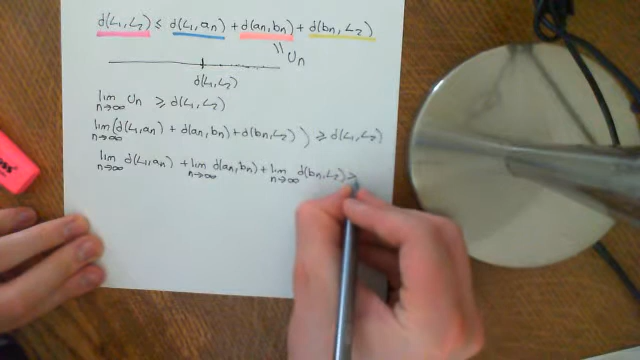 d(L₁,L₂) ≤ d(L₁,aₙ) + d(aₙ,bₙ) + d(bₙ,L₂)
= Uₙ
d(L₁,L₂)
lim n→∞ Uₙ ≥ d(L₁,L₂)
lim n→∞ (d(L₁,aₙ) + d(aₙ,bₙ) + d(bₙ,L₂)) ≥ d(L₁,L₂)
lim n→∞ d(L₁,aₙ) + lim n→∞ d(aₙ,bₙ) + lim n→∞ d(bₙ,L₂) ≥